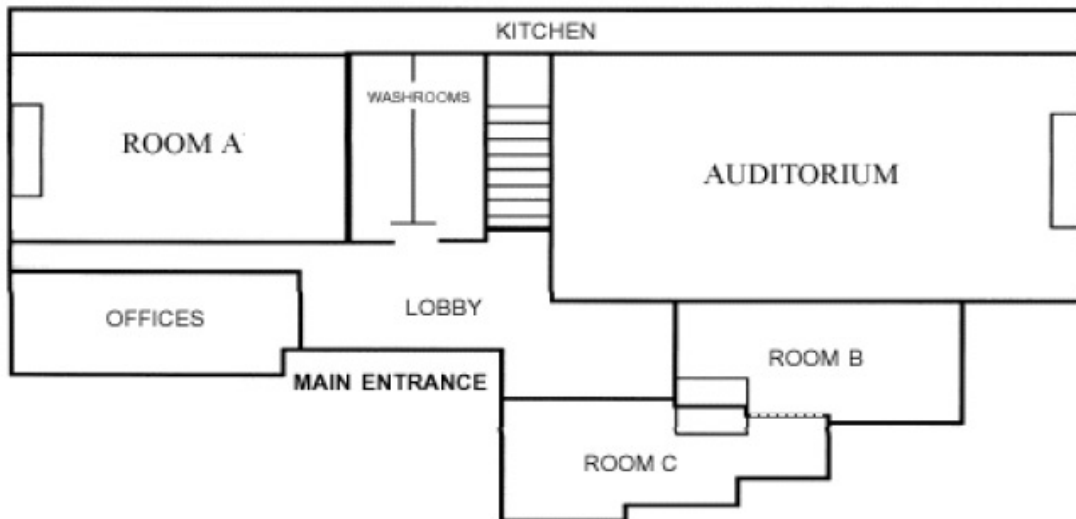 KITCHEN
WASHROOMS
ROOM A
AUDITORIUM
OFFICES
LOBBY
ROOM B
MAIN ENTRANCE
ROOM C